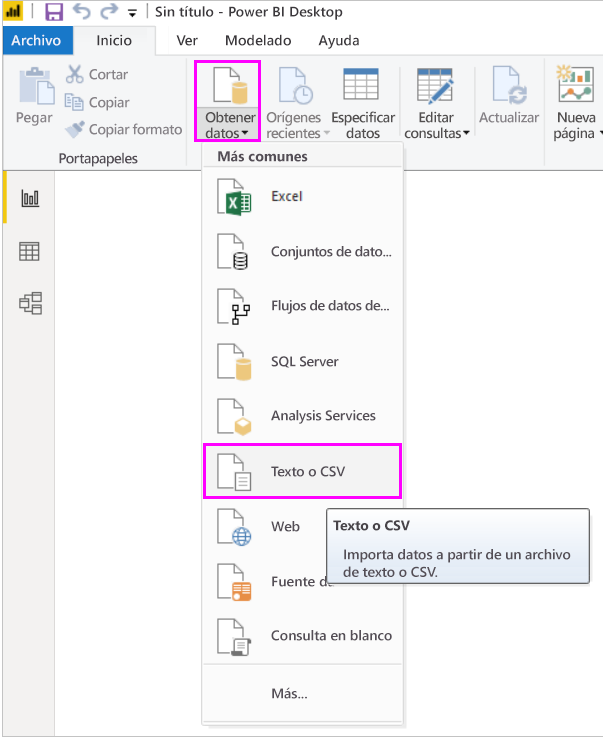 Sin título - Power BI Desktop
Archivo Inicio Ver Modelado Ayuda
Pegar
Cortar
Copiar
Copiar formato
Portapapeles
Obtener
datos
Orígenes
recientes
Especificar
datos
Editar
consultas
Actualizar
Nueva
página
Más comunes
Excel
Conjuntos de dato...
Flujos de datos de...
SQL Server
Analysis Services
Texto o CSV
Web
Texto o CSV
Importa datos a partir de un archivo
de texto o CSV.
Fuente d
Consulta en blanco
Más...